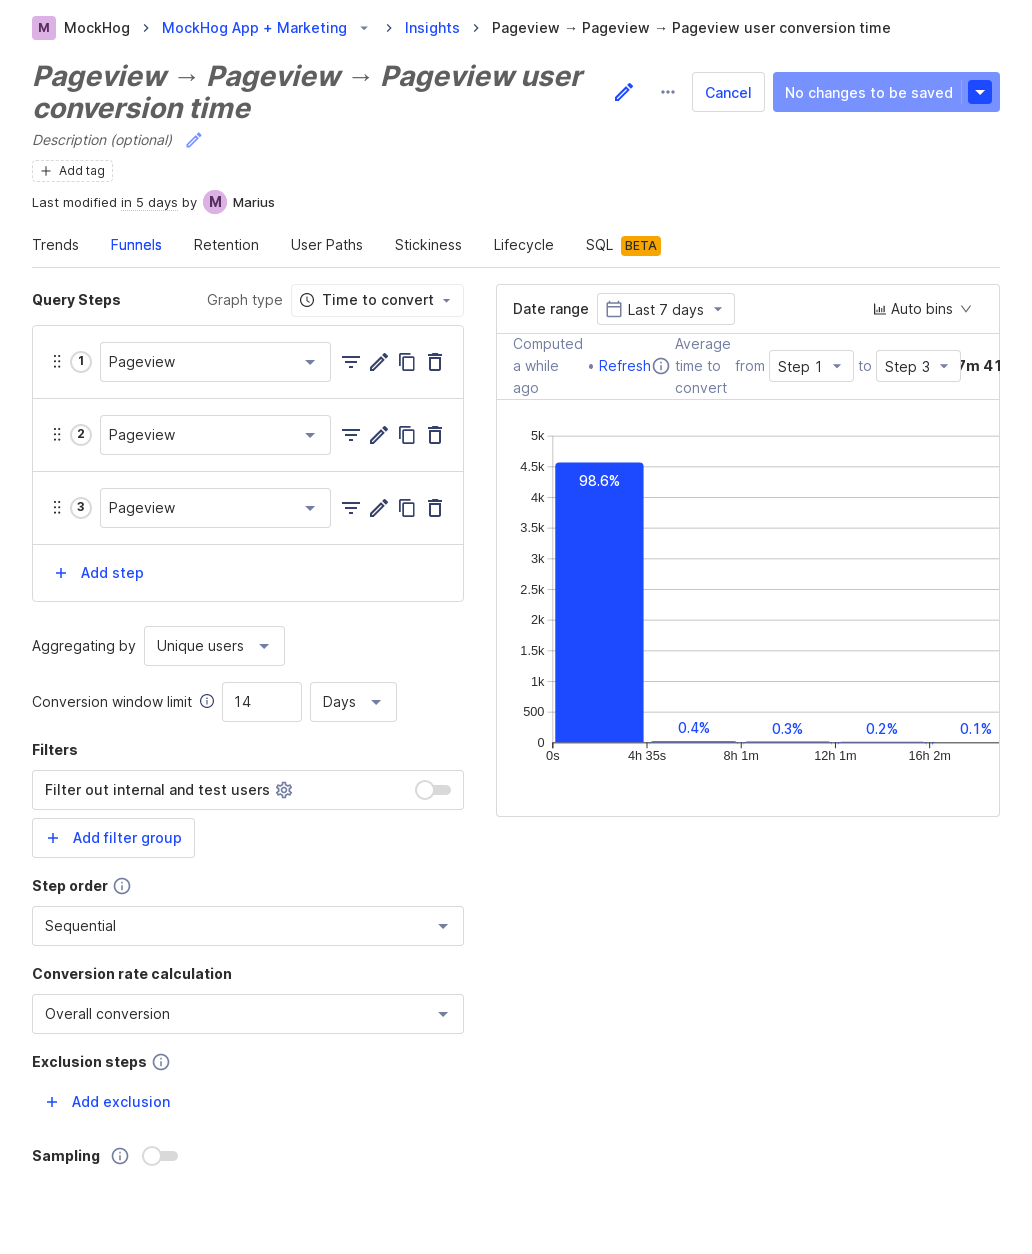 M MockHog > MockHog App + Marketing > Insights > Pageview → Pageview → Pageview user conversion time
Pageview → Pageview → Pageview user
conversion time
Cancel
No changes to be saved
Description (optional)
Add tag
Last modified in 5 days by M Marius
Trends Funnels Retention User Paths Stickiness Lifecycle SQL BETA
Query Steps Graph type Time to convert
1 Pageview
2 Pageview
3 Pageview
+ Add step
Aggregating by Unique users
Conversion window limit 14 Days
Filters
Filter out internal and test users
+ Add filter group
Step order
Sequential
Conversion rate calculation
Overall conversion
Exclusion steps
+ Add exclusion
Sampling
Date range Last 7 days Auto bins
Computed
a while
ago
• Refresh
Average
time to
convert
from Step 1 to Step 3 7m 41
5k
4.5k
4k
3.5k
3k
2.5k
2k
1.5k
1k
500
0
98.6% 0.4% 0.3% 0.2% 0.1%
0s 4h 35s 8h 1m 12h 1m 16h 2m